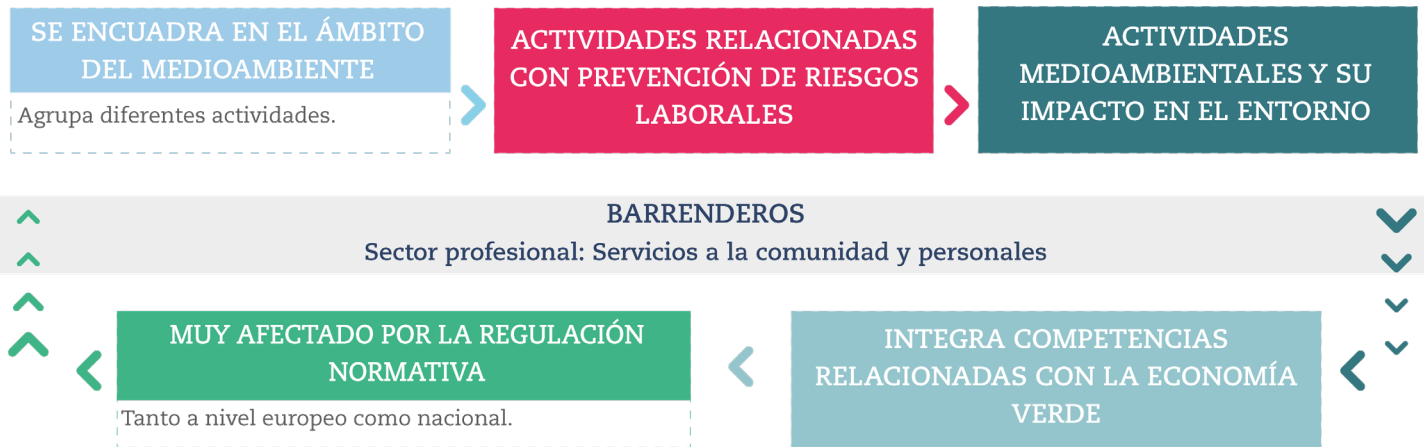 SE ENCUADRA EN EL ÁMBITO
DEL MEDIOAMBIENTE
Agrupa diferentes actividades.
ACTIVIDADES RELACIONADAS
CON PREVENCIÓN DE RIESGOS
LABORALES
ACTIVIDADES
MEDIOAMBIENTALES Y SU
IMPACTO EN EL ENTORNO
BARRENDEROS
Sector profesional: Servicios a la comunidad y personales
MUY AFECTADO POR LA REGULACIÓN
NORMATIVA
Tanto a nivel europeo como nacional.
INTEGRA COMPETENCIAS
RELACIONADAS CON LA ECONOMÍA
VERDE